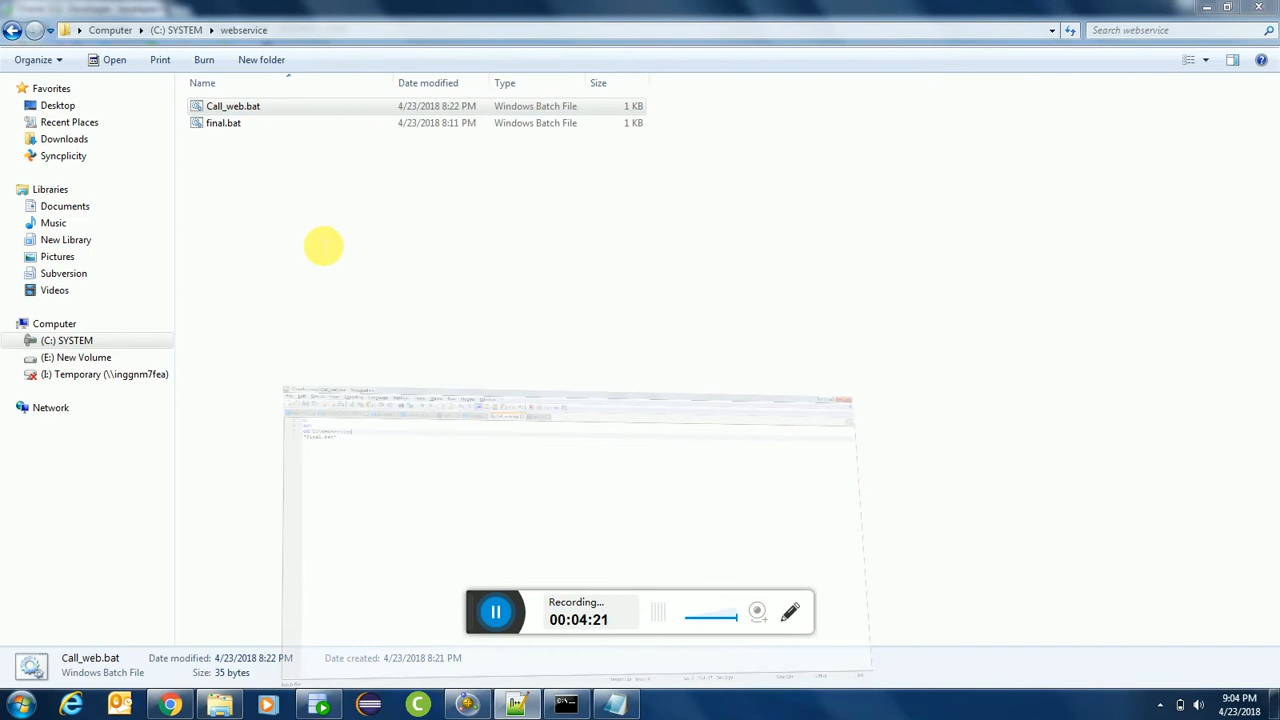 Computer
(C:) SYSTEM
webservice
Search webservice
Organize
Open
Print
Burn
New folder
Name
Date modified
Type
Size
Favorites
Desktop
Recent Places
Downloads
Syncplicity
Libraries
Documents
Music
New Library
Pictures
Subversion
Videos
Computer
(C:) SYSTEM
(E:) New Volume
(I:) Temporary (\\inggnm7fea)
Network
Call_web.bat 4/23/2018 8:22 PM Windows Batch File 1 KB
final.bat 4/23/2018 8:11 PM Windows Batch File 1 KB
Recording...
00:04:21
Call_web.bat Date modified: 4/23/2018 8:22 PM Date created: 4/23/2018 8:21 PM
Windows Batch File Size: 35 bytes
9:04 PM
4/23/2018